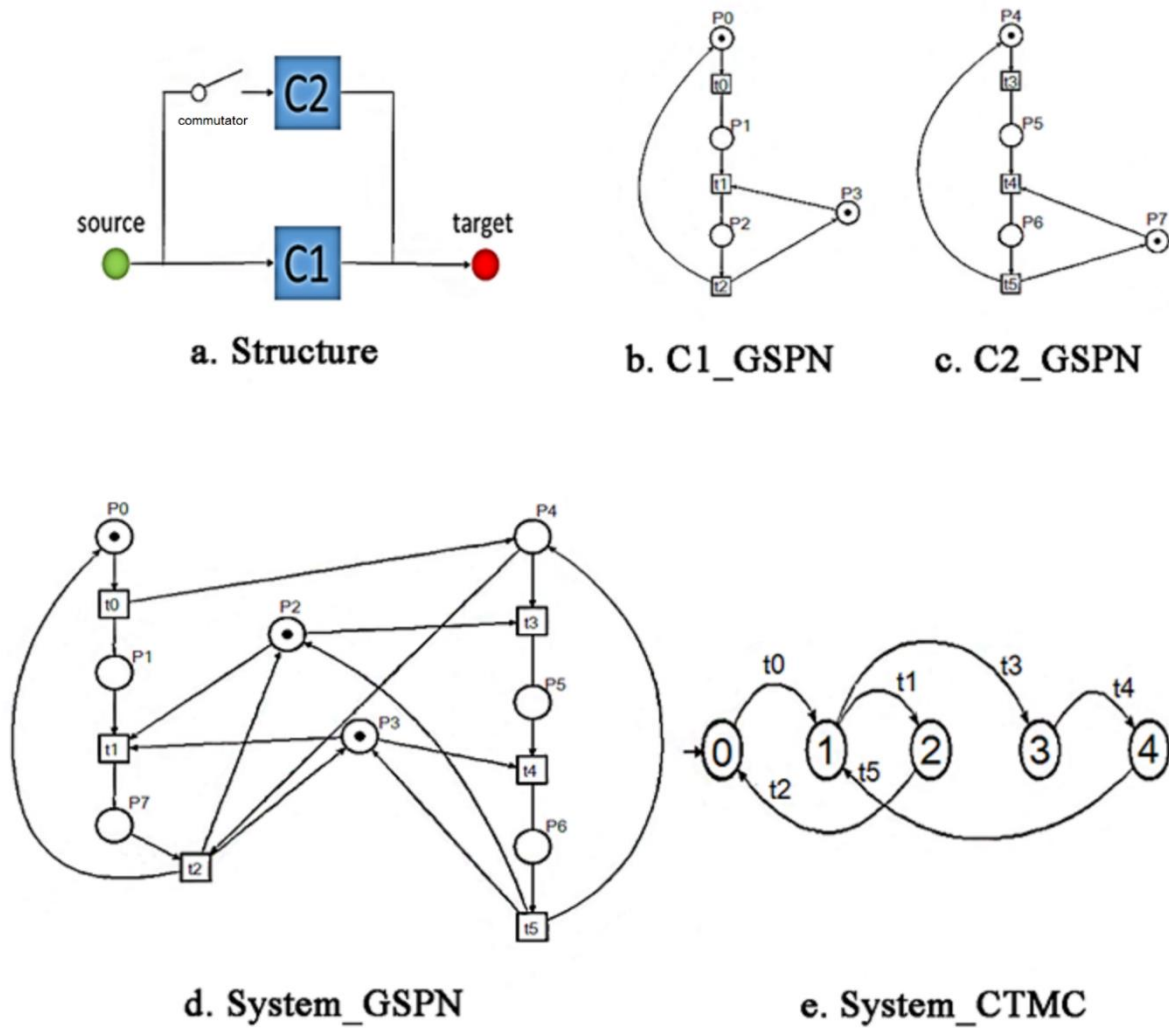 C2
commutator
source
C1
target
a. Structure
P0
t0
P1
t1
P3
P2
t2
b. C1_GSPN
P4
t3
P5
t4
P6
P7
t5
c. C2_GSPN
P0
P4
t0
P2
t3
P1
P5
P3
t1
t4
P7
P6
t2
t5
d. System_GSPN
t0
t1
t3
t4
0
1
2
3
4
t2
t5
e. System_CTMC